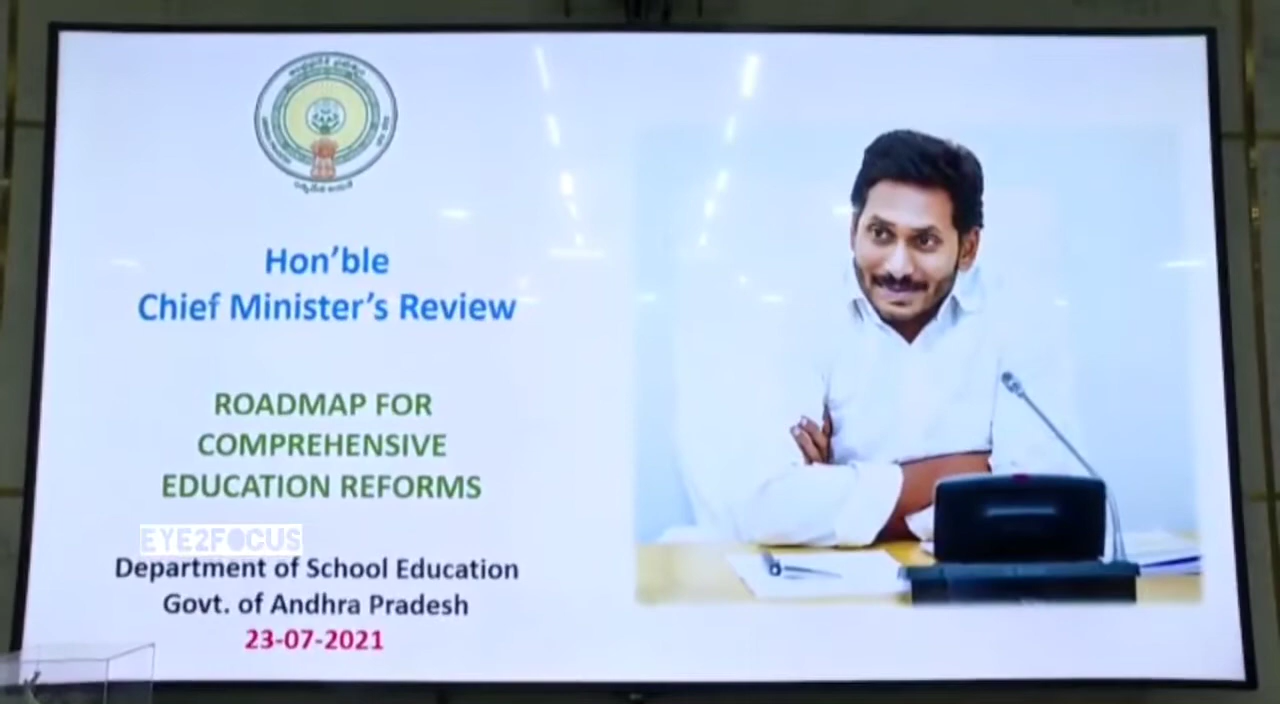 Hon'ble
Chief Minister's Review
ROADMAP FOR
COMPREHENSIVE
EDUCATION REFORMS
EYE2FOCUS
Department of School Education
Govt. of Andhra Pradesh
23-07-2021